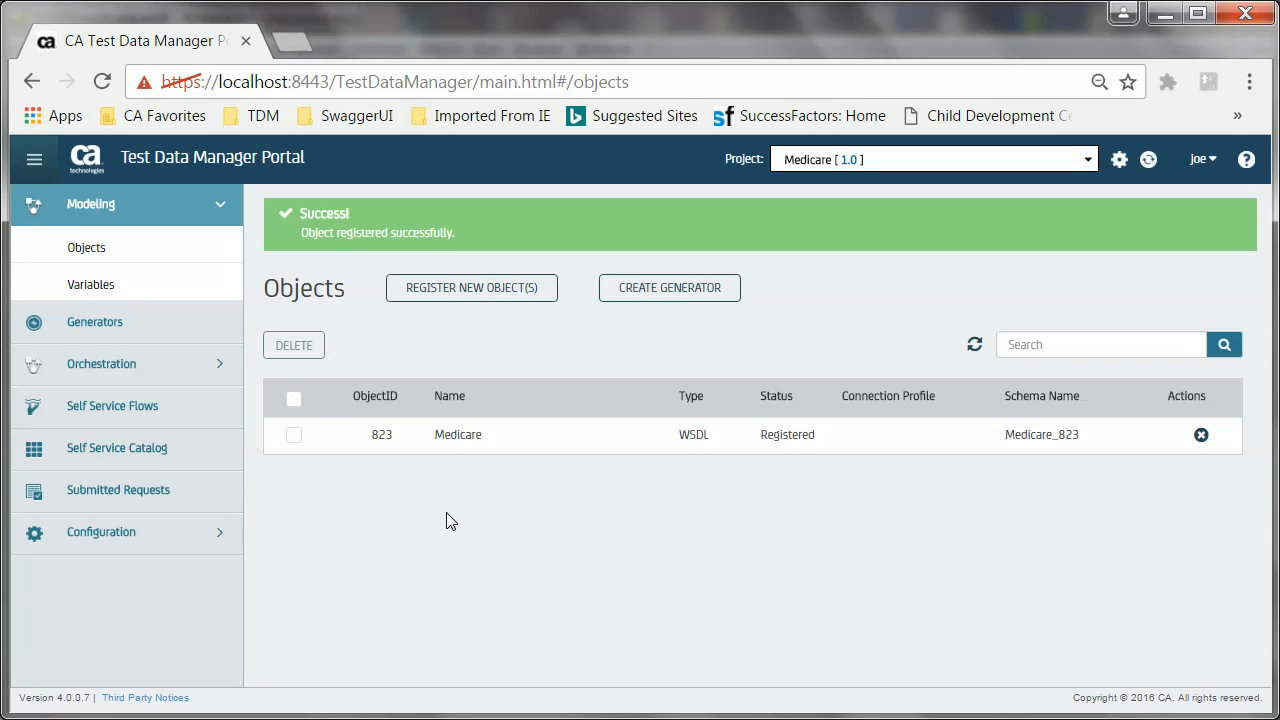 CA Test Data Manager P
https://localhost:8443/TestDataManager/main.html#/objects
Apps CA Favorites TDM SwaggerUI Imported From IE Suggested Sites SuccessFactors: Home Child Development C »
ca technologies Test Data Manager Portal Project: Medicare [ 1.0 ] joe
Modeling
Objects
Variables
Generators
Orchestration
Self Service Flows
Self Service Catalog
Submitted Requests
Configuration
Success!
Object registered successfully.
Objects REGISTER NEW OBJECT(S) CREATE GENERATOR
DELETE Search
ObjectID Name Type Status Connection Profile Schema Name Actions
823 Medicare WSDL Registered Medicare_823
Version 4.0.0.7 | Third Party Notices Copyright © 2016 CA. All rights reserved.